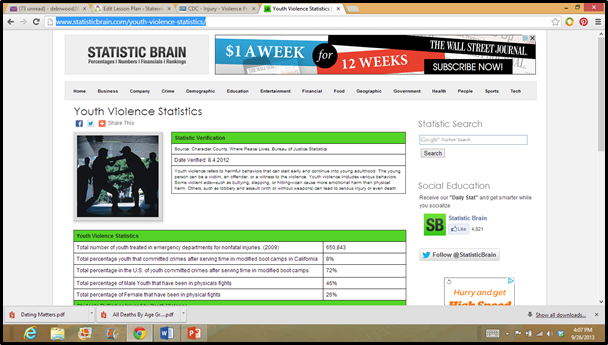 (73 unread) - debnwood2
Edit Lesson Plan - Statew
CDC - Injury - Violence P
Youth Violence Statistics |
www.statisticbrain.com/youth-violence-statistics/
STATISTIC BRAIN
Percentages | Numbers | Financials | Rankings
$1 A WEEK for 12 WEEKS
THE WALL STREET JOURNAL.
SUBSCRIBE NOW!
Home Business Company Crime Demographic Education Entertainment Financial Food Geographic Government Health People Sports Tech
Youth Violence Statistics
Share This
Statistic Verification
Source: Character Counts, Where Peace Lives, Bureau of Justice Statistics
Date Verified: 8.4.2012
Youth violence refers to harmful behaviors that can start early and continue into young adulthood. The young
person can be a victim, an offender, or a witness to the violence. Youth violence includes various behaviors.
Some violent acts—such as bullying, slapping, or hitting—can cause more emotional harm than physical
harm. Others, such as robbery and assault (with or without weapons) can lead to serious injury or even death
Youth Violence Statistics
Total number of youth treated in emergency departments for nonfatal injuries. (2009) 650,843
Total percentage youth that committed crimes after serving time in modified boot camps in California 8%
Total percentage in the U.S. of youth committed crimes after serving time in modified boot camps 72%
Total percentage of Male Youth that have been in physicals fights 46%
Total percentage of Female that have been in physical fights 26%
Statistic Search
Google
Search
Social Education
Receive our "Daily Stat" and get smarter while
you socialize
SB
Statistic Brain
Like 4,821
Follow @StatisticBrain
Hurry and get
High Speed
Dating Matters.pdf
All Deaths By Age Gr....pdf
Show all downloads...
4:07 PM
9/26/2013